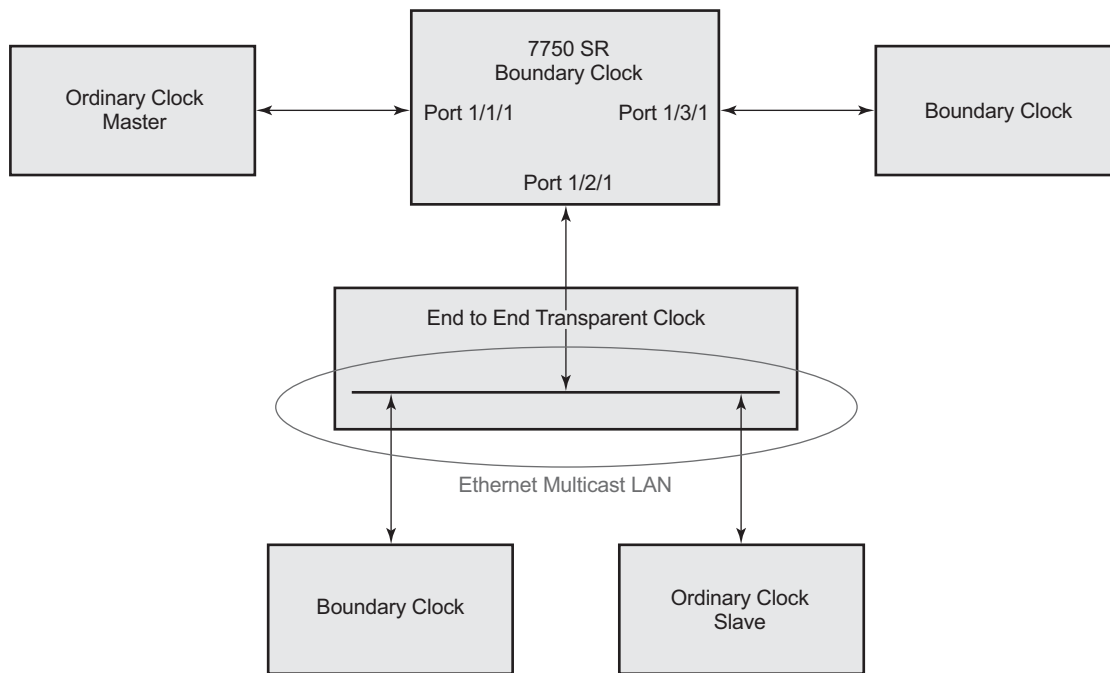 7750 SR
Boundary Clock
Ordinary Clock
Master
Port 1/1/1
Port 1/3/1
Boundary Clock
Port 1/2/1
End to End Transparent Clock
Ethernet Multicast LAN
Boundary Clock
Ordinary Clock
Slave